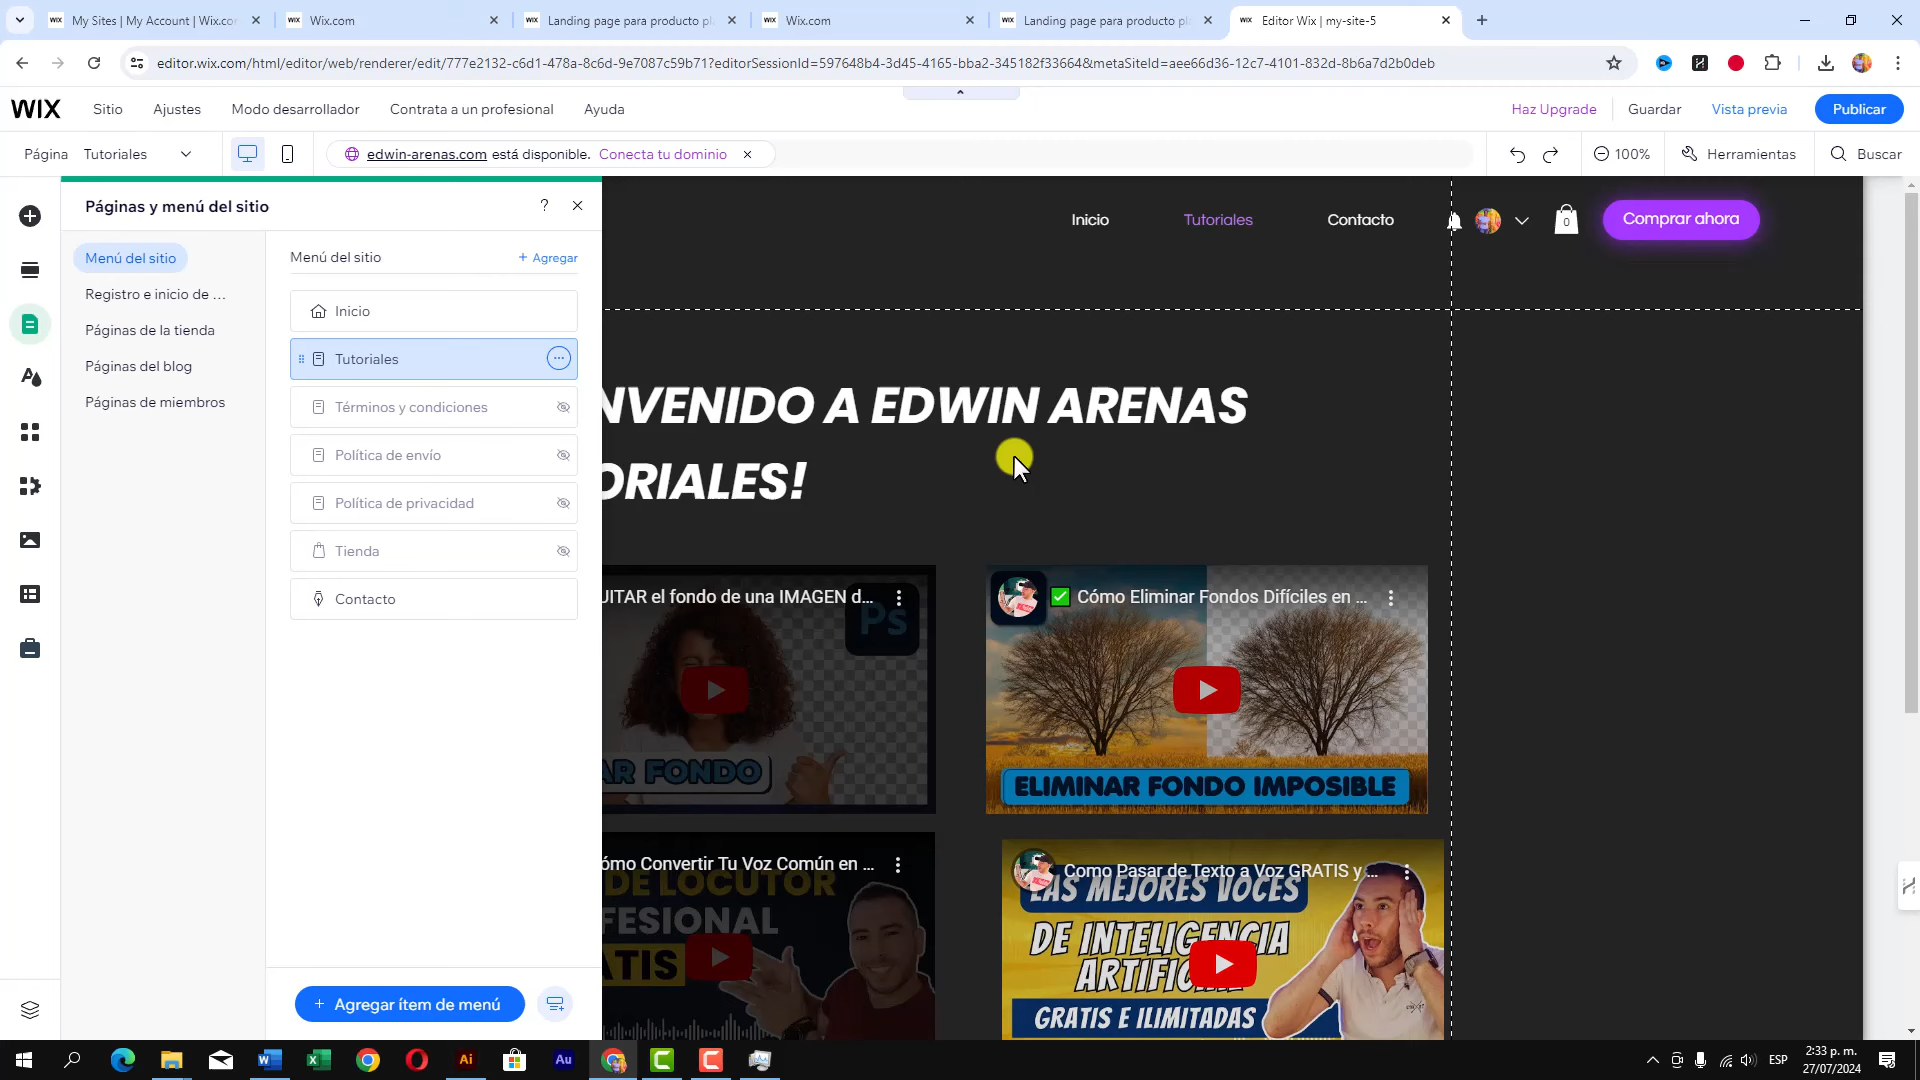 My Sites | My Account | Wix.co
Wix.com
Landing page para producto pl
Wix.com
Landing page para producto pl
Editor Wix | my-site-5
editor.wix.com/html/editor/web/renderer/edit/777e2132-c6d1-478a-8c6d-9e7087c59b71?editorSessionId=597648b4-3d45-4165-bba2-345182f33664&metaSiteId=aee66d36-12c7-4101-832d-8b6a7d2b0deb
WIX
Sitio
Ajustes
Modo desarrollador
Contrata a un profesional
Ayuda
Haz Upgrade
Guardar
Vista previa
Publicar
Página Tutoriales
edwin-arenas.com está disponible. Conecta tu dominio
100%
Herramientas
Buscar
Páginas y menú del sitio
?
Menú del sitio
Registro e inicio de ...
Páginas de la tienda
Páginas del blog
Páginas de miembros
Menú del sitio
+ Agregar
Inicio
Tutoriales
Términos y condiciones
Política de envío
Política de privacidad
Tienda
Contacto
+ Agregar ítem de menú
Inicio
Tutoriales
Contacto
0
Comprar ahora
NVENIDO A EDWIN ARENAS
ORIALES!
UITAR el fondo de una IMAGEN d...
Ps
AR FONDO
Cómo Eliminar Fondos Difíciles en ...
ELIMINAR FONDO IMPOSIBLE
ómo Convertir Tu Voz Común en ...
DE LOCUTOR
FESIONAL
ATIS
Como Pasar de Texto a Voz GRATIS y ...
LAS MEJORES VOCES
DE INTELIGENCIA
ARTIFIC
GRATIS E ILIMITADAS
Ai
Au
ESP
2:33 p. m.
27/07/2024